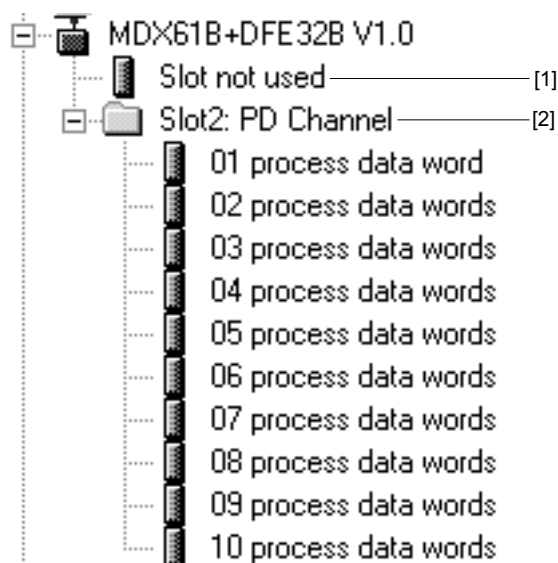 MDX61B+DFE32B V1.0
Slot not used [1]
Slot2: PD Channel [2]
01 process data word
02 process data words
03 process data words
04 process data words
05 process data words
06 process data words
07 process data words
08 process data words
09 process data words
10 process data words